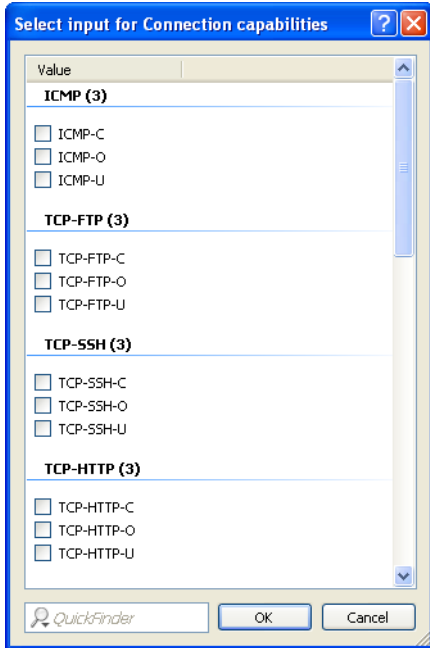 Select input for Connection capabilities
Value
ICMP (3)
ICMP-C
ICMP-O
ICMP-U
TCP-FTP (3)
TCP-FTP-C
TCP-FTP-O
TCP-FTP-U
TCP-SSH (3)
TCP-SSH-C
TCP-SSH-O
TCP-SSH-U
TCP-HTTP (3)
TCP-HTTP-C
TCP-HTTP-O
TCP-HTTP-U
QuickFinder OK Cancel